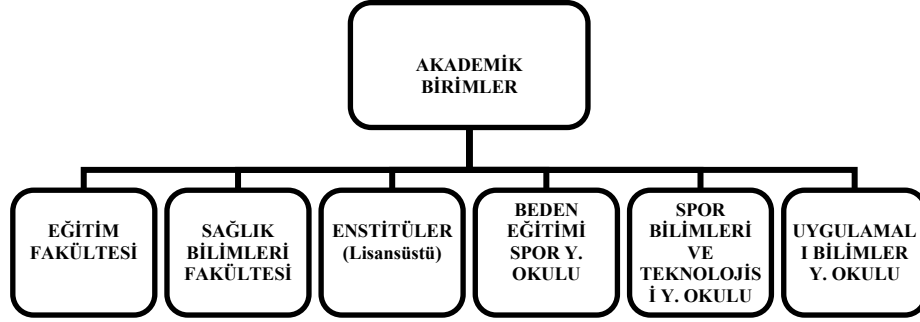 AKADEMİK
BİRİMLER
EĞİTİM
FAKÜLTESİ
SAĞLIK
BİLİMLERİ
FAKÜLTESİ
ENSTİTÜLER
(Lisansüstü)
BEDEN
EĞİTİMİ
SPOR Y.
OKULU
SPOR
BİLİMLERİ
VE
TEKNOLOJİS
İ Y. OKULU
UYGULAMAL
I BİLİMLER
Y. OKULU